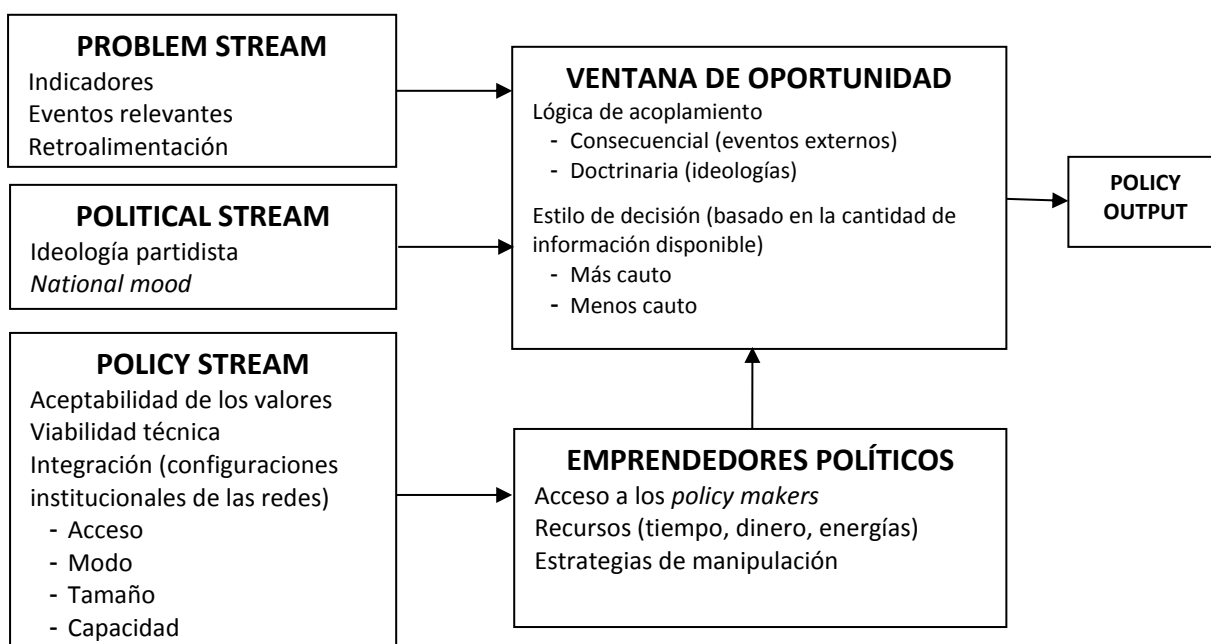 PROBLEM STREAM
Indicadores
Eventos relevantes
Retroalimentación
POLITICAL STREAM
Ideología partidista
National mood
POLICY STREAM
Aceptabilidad de los valores
Viabilidad técnica
Integración (configuraciones
institucionales de las redes)
- Acceso
- Modo
- Tamaño
- Capacidad
VENTANA DE OPORTUNIDAD
Lógica de acoplamiento
- Consecuencial (eventos externos)
- Doctrinaria (ideologías)
Estilo de decisión (basado en la cantidad de
información disponible)
- Más cauto
- Menos cauto
EMPRENDEDORES POLÍTICOS
Acceso a los policy makers
Recursos (tiempo, dinero, energías)
Estrategias de manipulación
POLICY
OUTPUT